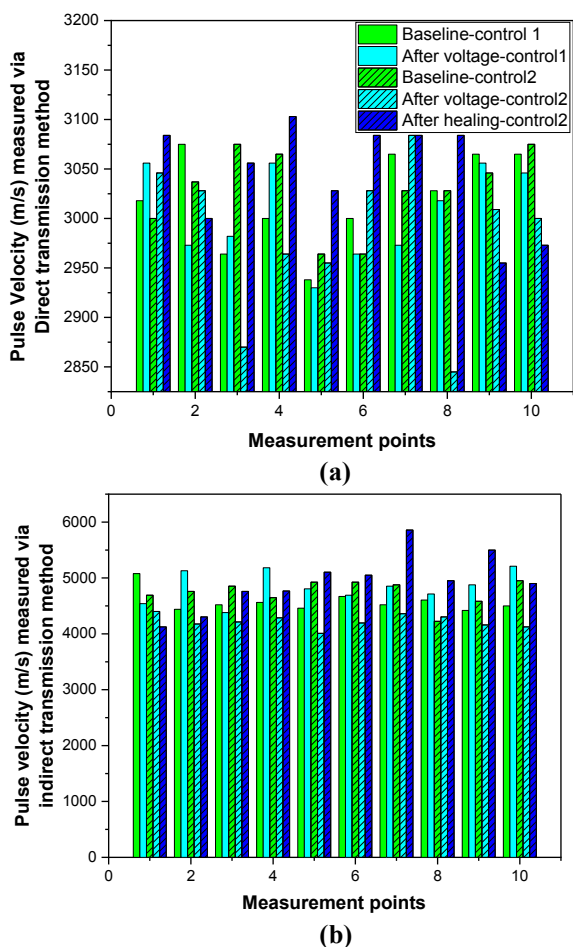 3200
3150
3100
3050
3000
2950
2900
2850
0
2
4
6
8
10
Pulse Velocity (m/s) measured via
Direct transmission method
Measurement points
Baseline-control 1
After voltage-control1
Baseline-control2
After voltage-control2
After healing-control2
(a)
6000
5000
4000
3000
2000
1000
0
0
2
4
6
8
10
Pulse velocity (m/s) measured via
indirect transmission method
Measurement points
(b)